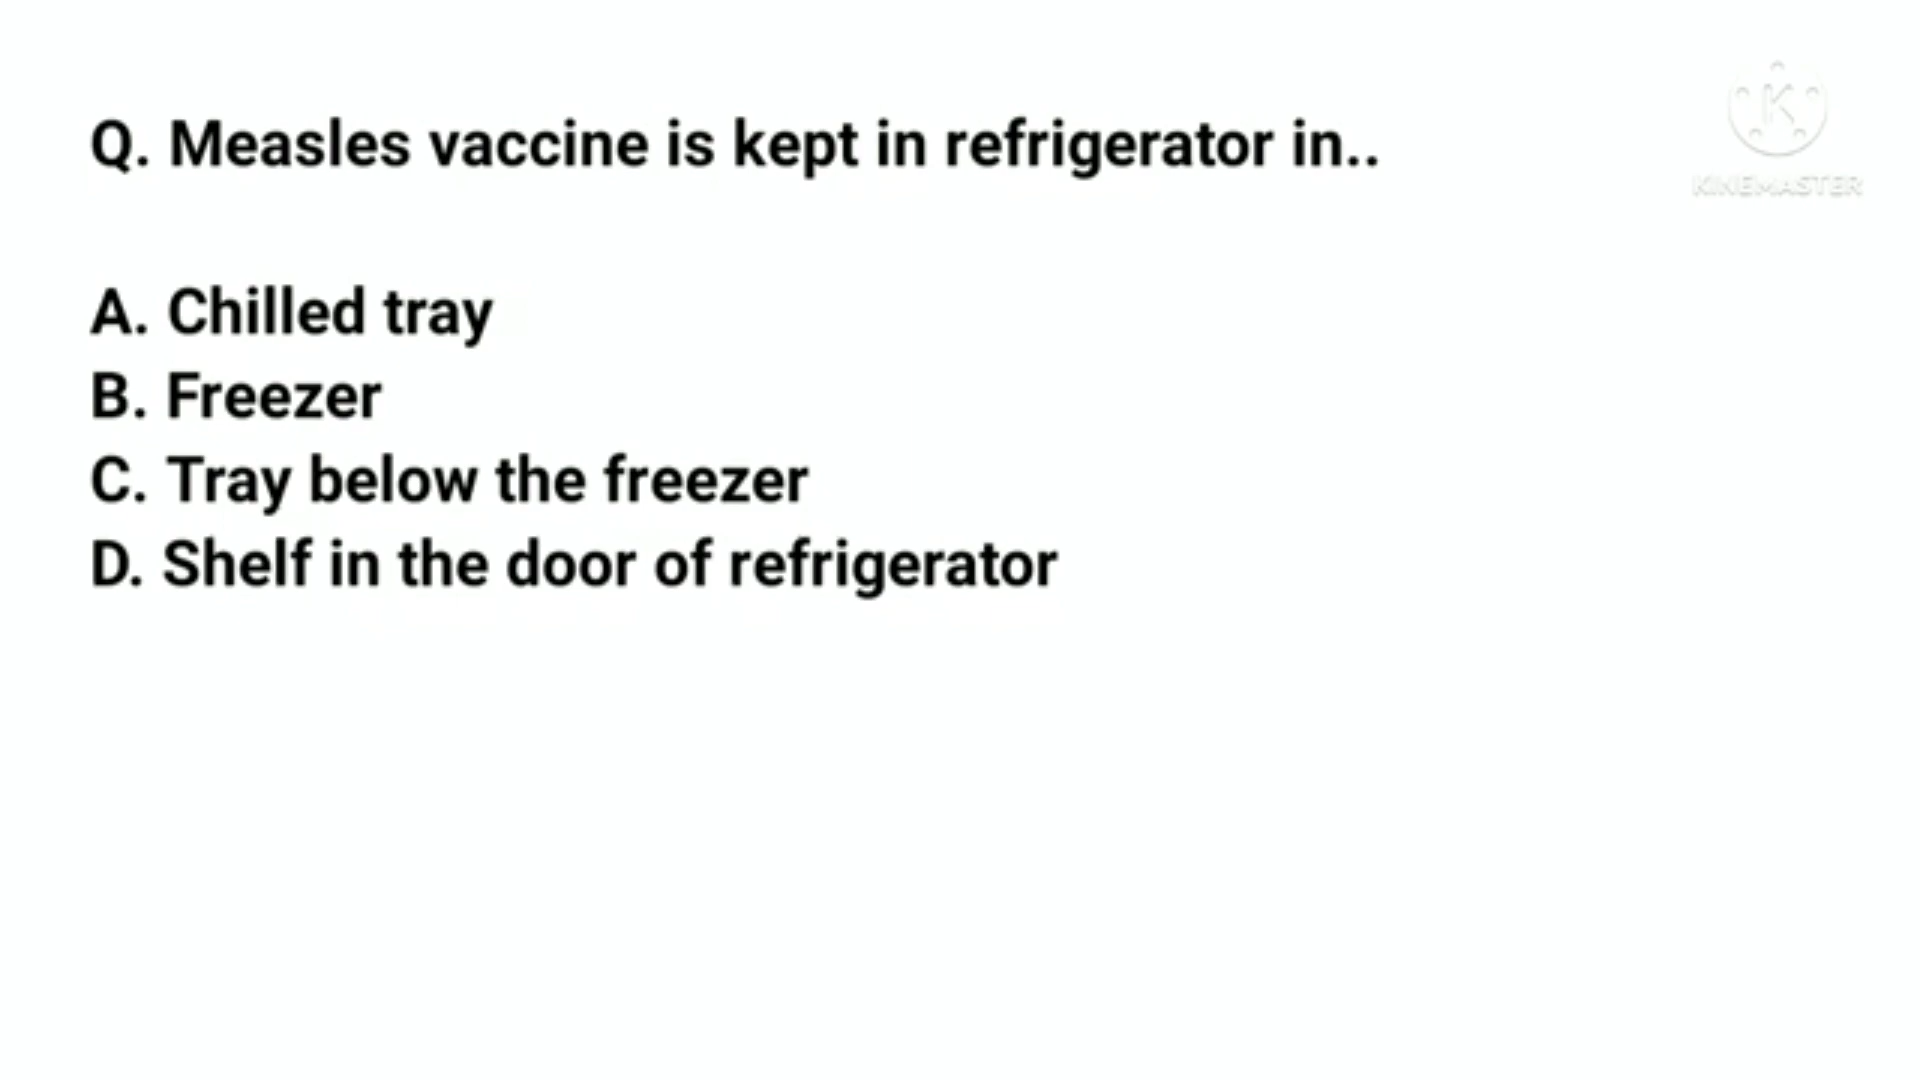 Q. Measles vaccine is kept in refrigerator in..
A. Chilled tray
B. Freezer
C. Tray below the freezer
D. Shelf in the door of refrigerator
K
KINEMASTER